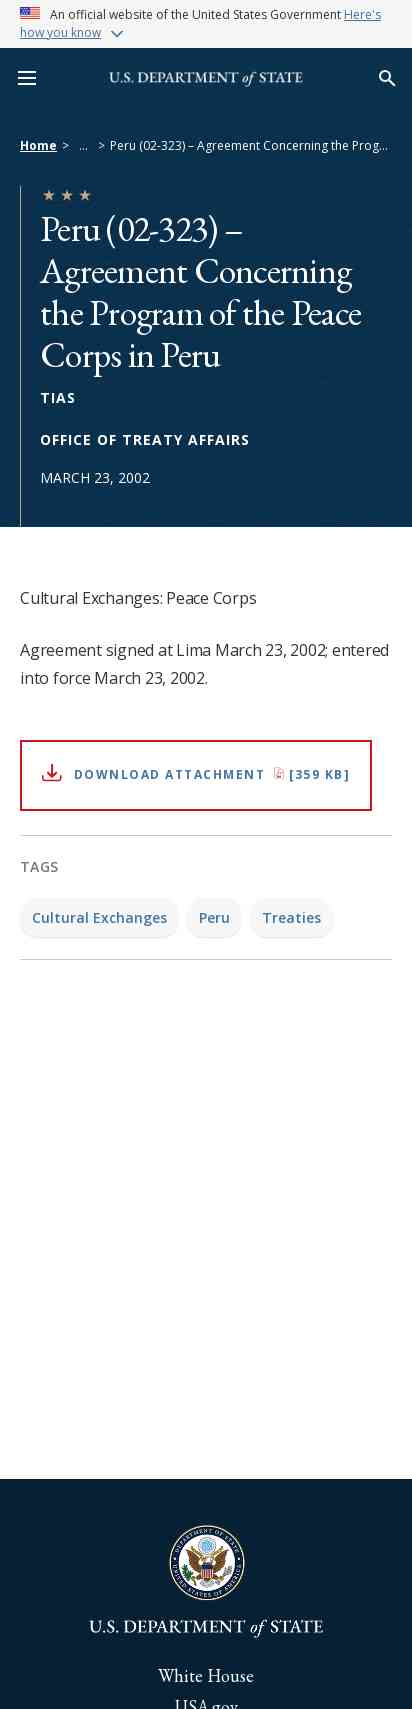 An official website of the United States Government Here's
how you know
U.S. DEPARTMENT of STATE
Home > ... > Peru (02-323) – Agreement Concerning the Prog...
Peru (02-323) –
Agreement Concerning
the Program of the Peace
Corps in Peru
TIAS
OFFICE OF TREATY AFFAIRS
MARCH 23, 2002
Cultural Exchanges: Peace Corps
Agreement signed at Lima March 23, 2002; entered
into force March 23, 2002.
DOWNLOAD ATTACHMENT [359 KB]
TAGS
Cultural Exchanges Peru Treaties
DEPARTMENT OF STATE
UNITED STATES OF AMERICA
U.S. DEPARTMENT of STATE
White House
USA.gov